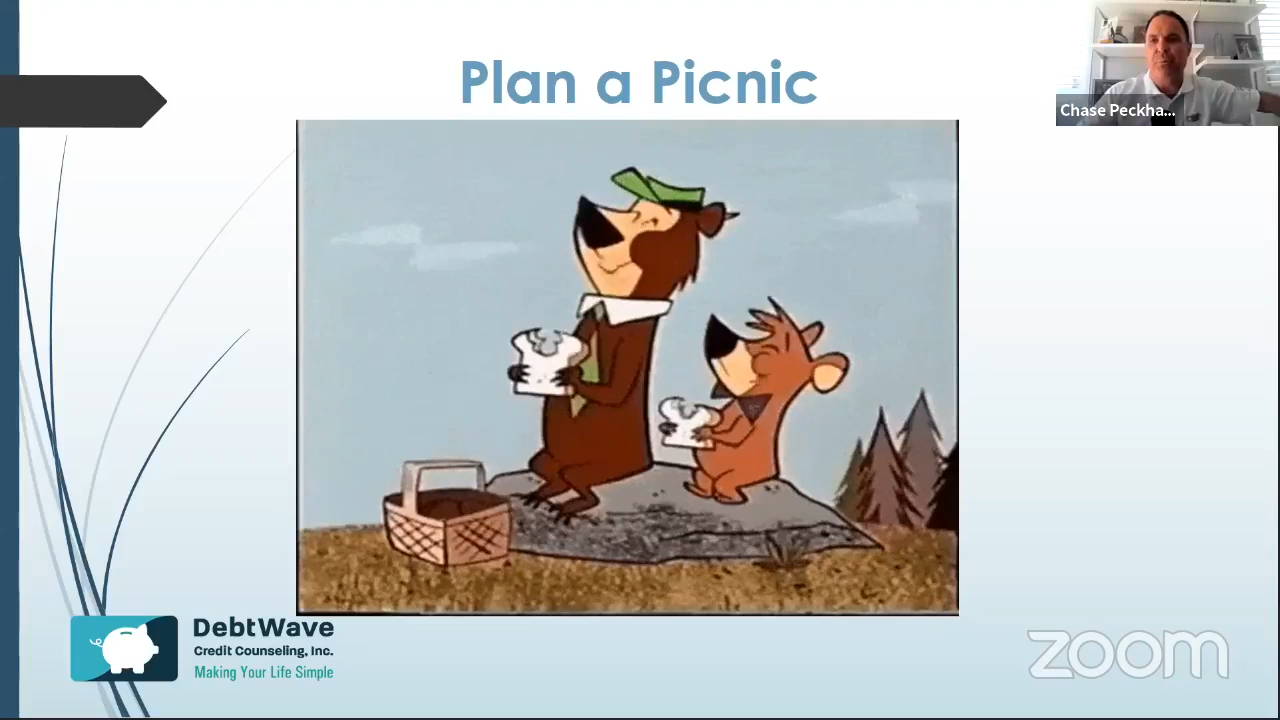 Plan a Picnic
Chase Peckha...
DebtWave
Credit Counseling, Inc.
Making Your Life Simple
zoom